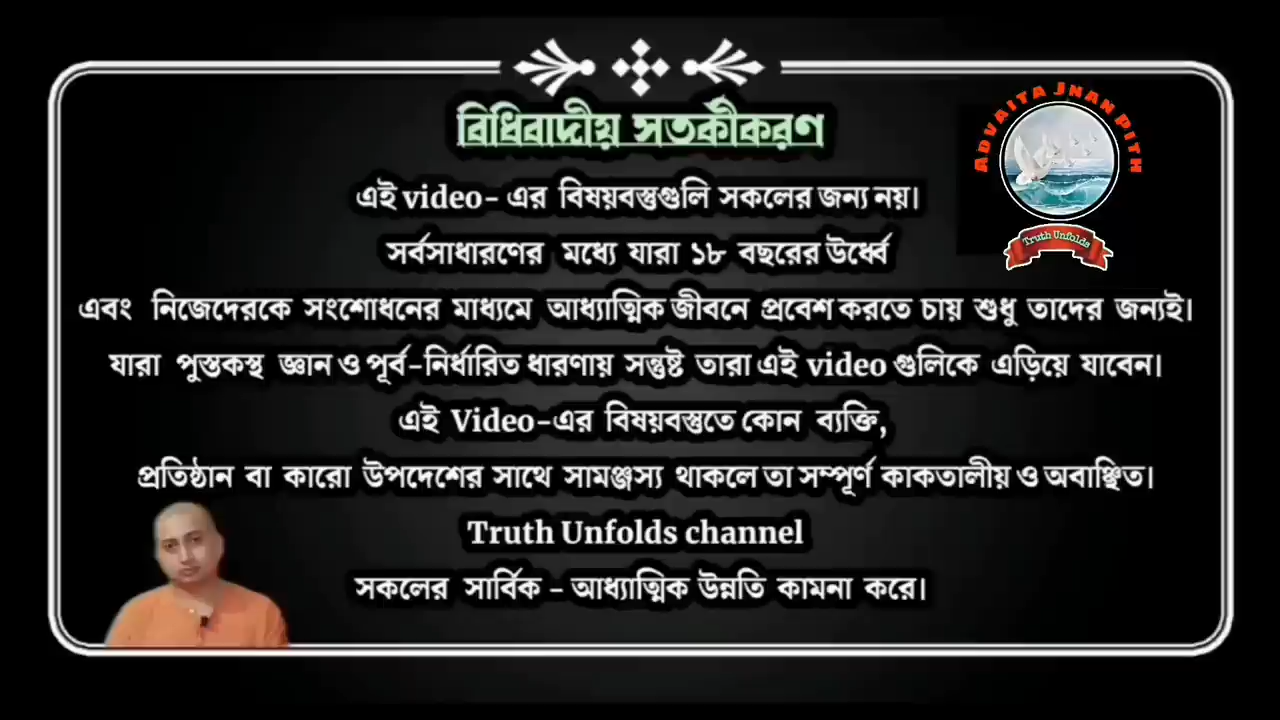 বিধিবাদীয় সতর্কীকরণ
ADVAITA JNAN PITH
Truth Unfolds
এই video- এর বিষয়বস্তুগুলি সকলের জন্য নয়।
সর্বসাধারণের মধ্যে যারা ১৮ বছরের উর্ধ্বে
এবং নিজেদেরকে সংশোধনের মাধ্যমে আধ্যাত্মিক জীবনে প্রবেশ করতে চায় শুধু তাদের জন্যই।
যারা পুস্তকস্থ জ্ঞান ও পূর্ব-নির্ধারিত ধারণায় সন্তুষ্ট তারা এই video গুলিকে এড়িয়ে যাবেন।
এই Video-এর বিষয়বস্তুতে কোন ব্যক্তি,
প্রতিষ্ঠান বা কারো উপদেশের সাথে সামঞ্জস্য থাকলে তা সম্পূর্ণ কাকতালীয় ও অবাঞ্ছিত।
Truth Unfolds channel
সকলের সার্বিক - আধ্যাত্মিক উন্নতি কামনা করে।